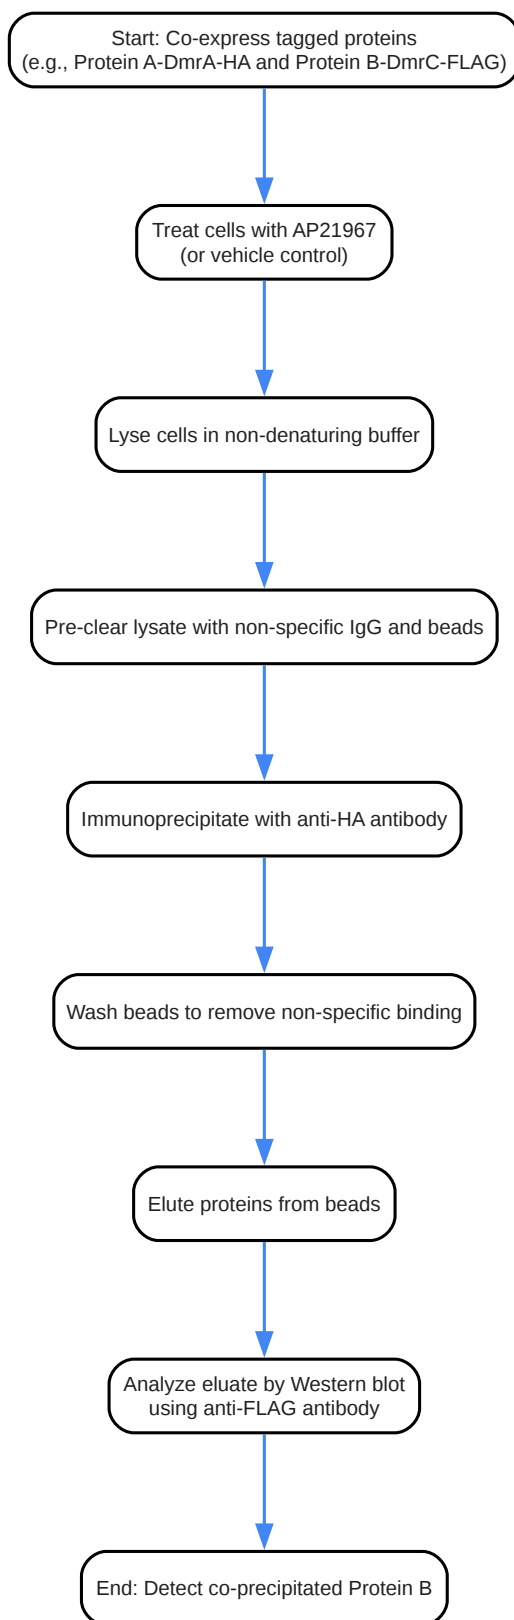 Start: Co-express tagged proteins
(e.g., Protein A-DmrA-HA and Protein B-DmrC-FLAG)
Treat cells with AP21967
(or vehicle control)
Lyse cells in non-denaturing buffer
Pre-clear lysate with non-specific IgG and beads
Immunoprecipitate with anti-HA antibody
Wash beads to remove non-specific binding
Elute proteins from beads
Analyze eluate by Western blot
using anti-FLAG antibody
End: Detect co-precipitated Protein B